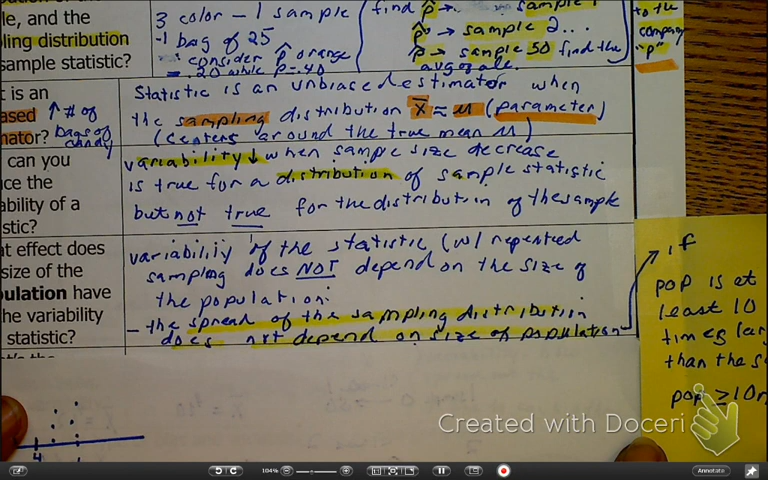 le, and the
ling distribution
sample statistic?
3 color - 1 sample
-1 bag of 25
: consider p̂ orange
= .20 while p = .40
find p̂ → sample 1
p̂ → sample 2...
p̂ → sample 50 find the
avg scale.
to the
company
"p"
t is an
ased ↑ # of
nator? bags of
candy
Statistic is an unbiased estimator when
the sampling distribution x̄ ≈ μ (parameter)
(centers around the true mean μ)
can you
ce the
ability of a
stic?
variability ↓ when sample size decrease
is true for a distribution of sample statistic
but not true for the distribution of the sample
at effect does
size of the
pulation have
he variability
statistic?
variability of the statistic (w/ repeated
sampling does NOT depend on the size of
the population.
- the spread of the sampling distribution
does not depend on size of population
if
pop is at
least 10
times lar
than the s
pop ≥ 10n
Created with Doceri
104%
Annotate